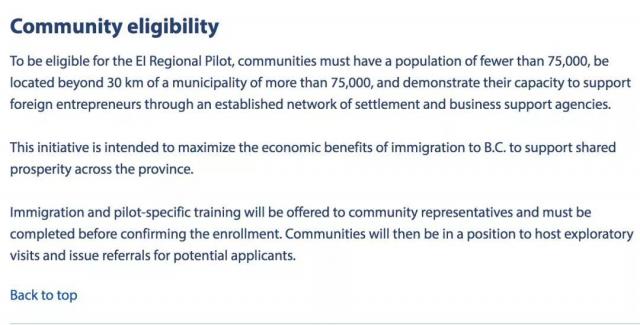 Community eligibility
To be eligible for the EI Regional Pilot, communities must have a population of fewer than 75,000, be
located beyond 30 km of a municipality of more than 75,000, and demonstrate their capacity to support
foreign entrepreneurs through an established network of settlement and business support agencies.
This initiative is intended to maximize the economic benefits of immigration to B.C. to support shared
prosperity across the province.
Immigration and pilot-specific training will be offered to community representatives and must be
completed before confirming the enrollment. Communities will then be in a position to host exploratory
visits and issue referrals for potential applicants.
Back to top